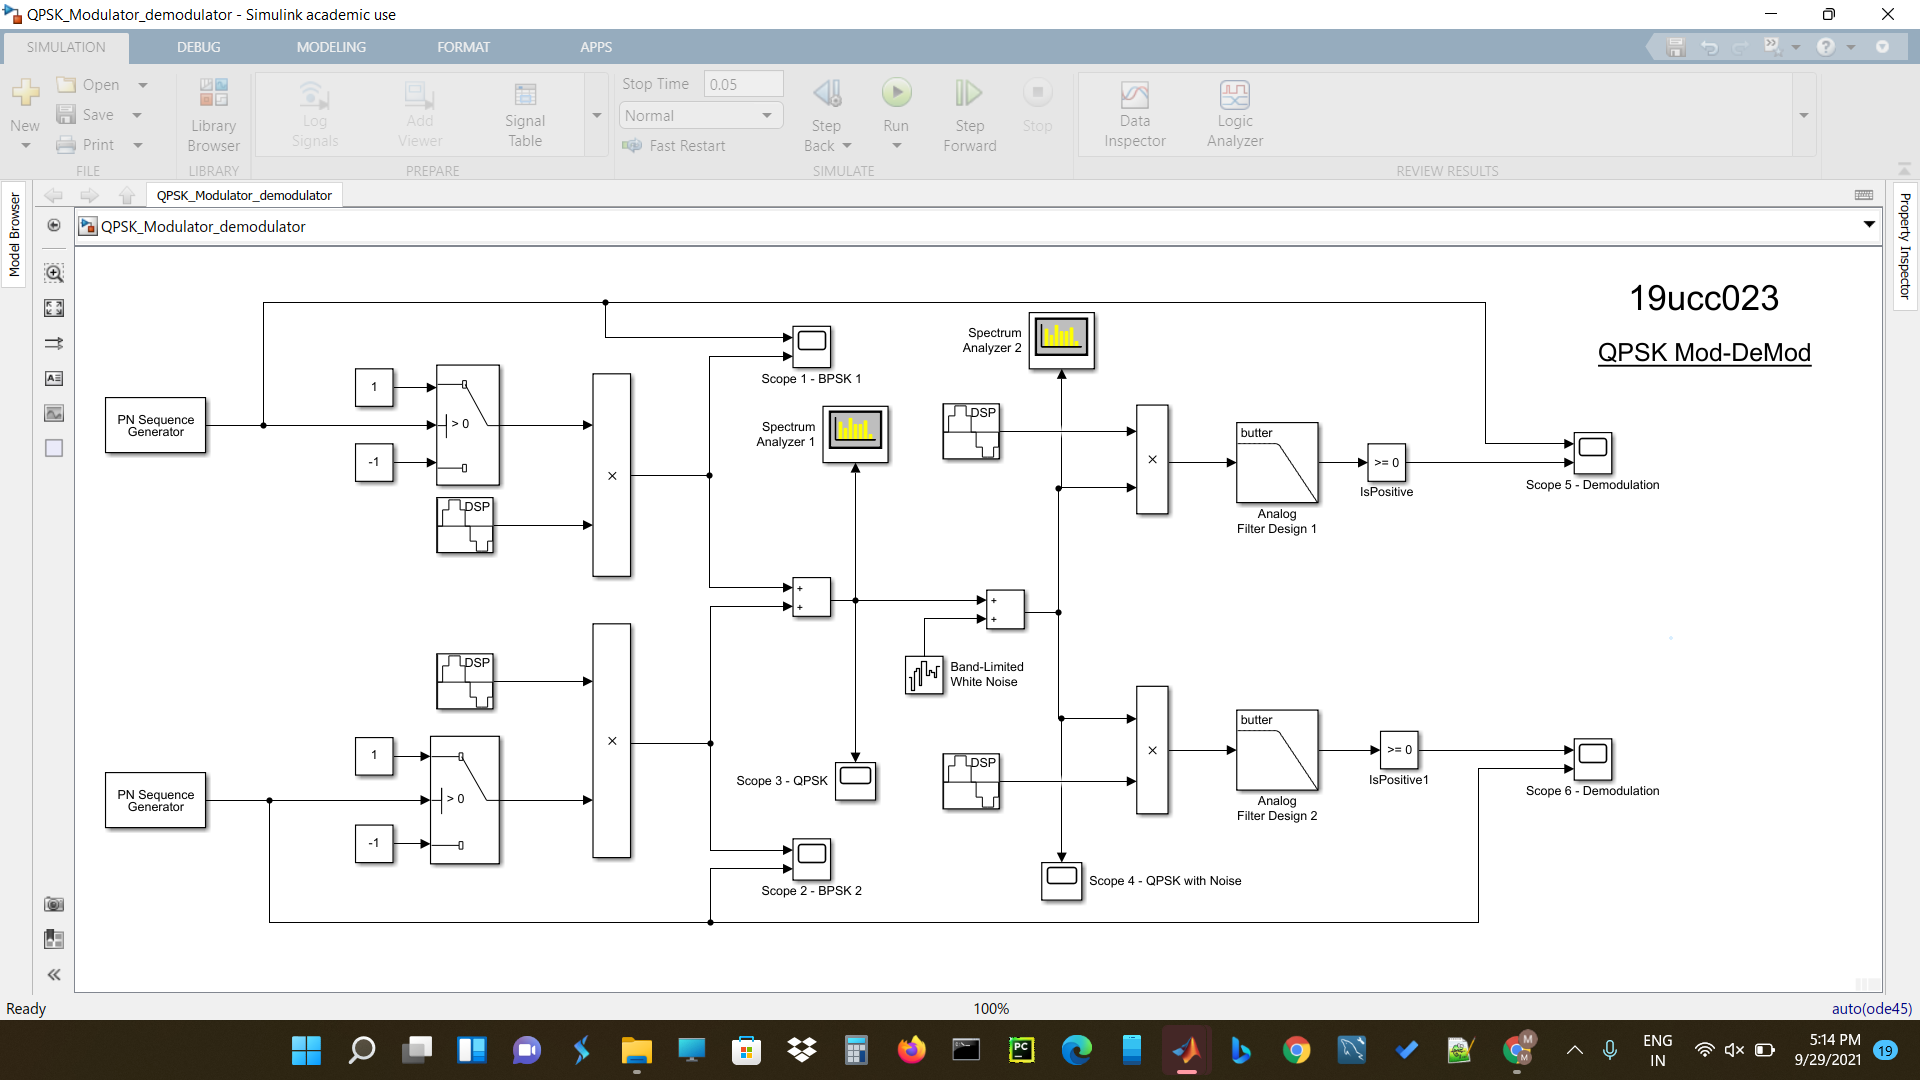 QPSK_Modulator_demodulator - Simulink academic use
SIMULATION
DEBUG
MODELING
FORMAT
APPS
New
Open
Save
Print
FILE
Library
Browser
LIBRARY
Log
Signals
Add
Viewer
Signal
Table
PREPARE
Stop Time 0.05
Normal
Fast Restart
Step
Back
Run
Step
Forward
Stop
SIMULATE
Data
Inspector
Logic
Analyzer
REVIEW RESULTS
Model Browser
QPSK_Modulator_demodulator
QPSK_Modulator_demodulator
Property Inspector
19ucc023
QPSK Mod-DeMod
PN Sequence
Generator
1
> 0
-1
DSP
×
Scope 1 - BPSK 1
Spectrum
Analyzer 1
Spectrum
Analyzer 2
DSP
×
butter
Analog
Filter Design 1
>= 0
IsPositive
Scope 5 - Demodulation
+
+
+
+
Band-Limited
White Noise
DSP
×
PN Sequence
Generator
1
> 0
-1
Scope 3 - QPSK
Scope 2 - BPSK 2
DSP
×
butter
Analog
Filter Design 2
>= 0
IsPositive1
Scope 6 - Demodulation
Scope 4 - QPSK with Noise
Ready
100%
auto(ode45)
PC
M
M
ENG
IN
5:14 PM
9/29/2021
19